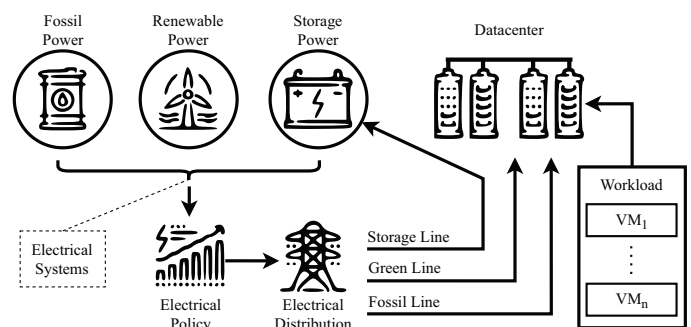 Fossil
Power
Renewable
Power
Storage
Power
Datacenter
Electrical
Systems
Electrical
Policy
Electrical
Distribution
Storage Line
Green Line
Fossil Line
Workload
VM1
VMn